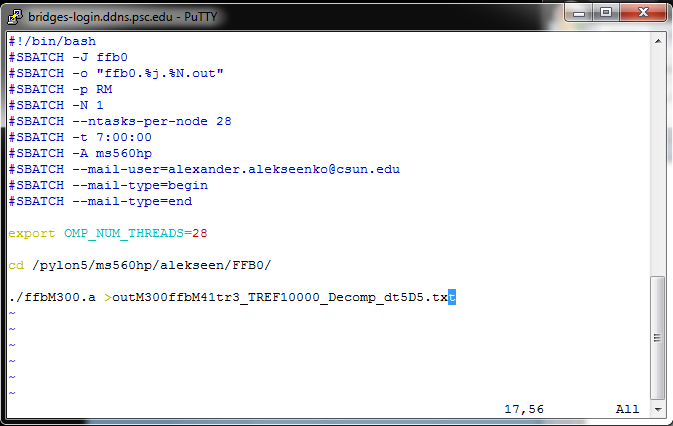 bridges-login.ddns.psc.edu - PuTTY
#!/bin/bash
#SBATCH -J ffb0
#SBATCH -o "ffb0.%j.%N.out"
#SBATCH -p RM
#SBATCH -N 1
#SBATCH --ntasks-per-node 28
#SBATCH -t 7:00:00
#SBATCH -A ms560hp
#SBATCH --mail-user=alexander.alekseenko@csun.edu
#SBATCH --mail-type=begin
#SBATCH --mail-type=end
export OMP_NUM_THREADS=28
cd /pylon5/ms560hp/alekseen/FFB0/
./ffbM300.a >outM300ffbM41tr3_TREF10000_Decomp_dt5D5.txt
~
~
~
~
~
~
17,56 All